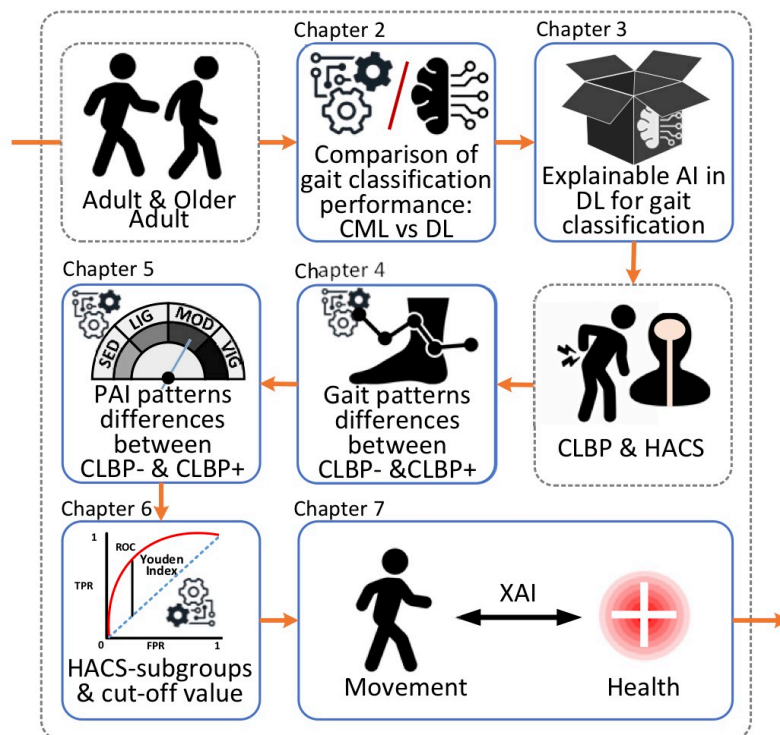 Chapter 2
Chapter 3
Adult & Older
Adult
Comparison of
gait classification
performance:
CML vs DL
Explainable AI in
DL for gait
classification
Chapter 5
Chapter 4
SED LIG MOD VIG
PAI patterns
differences
between
CLBP- & CLBP+
Gait patterns
differences
between
CLBP- &CLBP+
CLBP & HACS
Chapter 6
Chapter 7
1
ROC
Youden
Index
TPR
0
FPR
1
HACS-subgroups
& cut-off value
XAI
Movement
Health